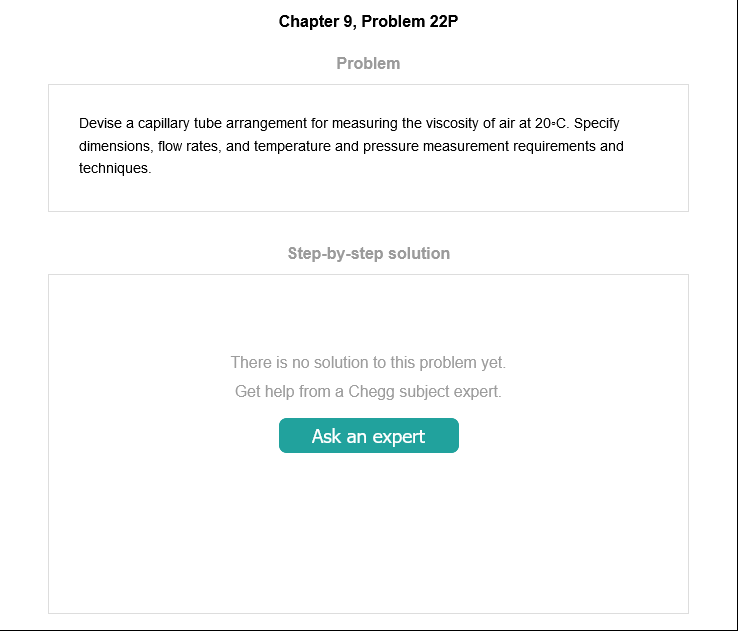 Chapter 9, Problem 22P
Problem
Devise a capillary tube arrangement for measuring the viscosity of air at 20∘C. Specify
dimensions, flow rates, and temperature and pressure measurement requirements and
techniques.
Step-by-step solution
There is no solution to this problem yet.
Get help from a Chegg subject expert.
Ask an expert